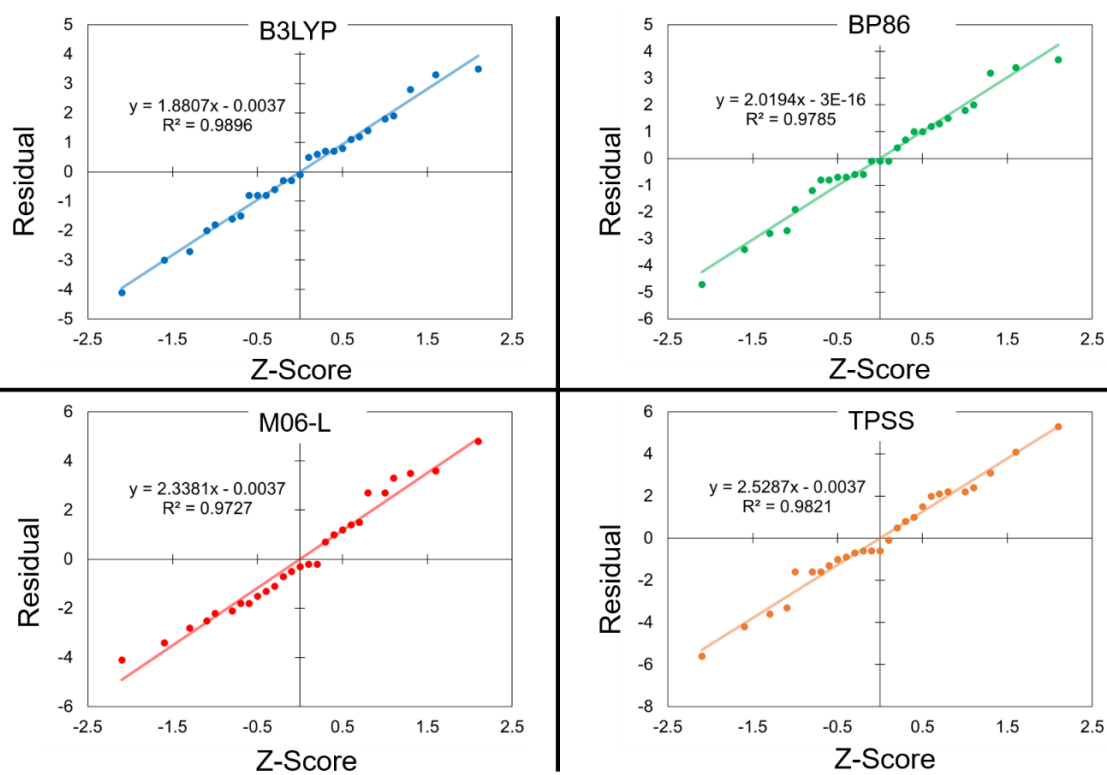 B3LYP
5
4
3
2
1
0
-1
-2
-3
-4
-5
y = 1.8807x - 0.0037
R² = 0.9896
Residual
-2.5 -1.5 -0.5 0.5 1.5 2.5
Z-Score
BP86
5
4
3
2
1
0
-1
-2
-3
-4
-5
-6
y = 2.0194x - 3E-16
R² = 0.9785
Residual
-2.5 -1.5 -0.5 0.5 1.5 2.5
Z-Score
M06-L
6
4
2
0
-2
-4
-6
y = 2.3381x - 0.0037
R² = 0.9727
Residual
-2.5 -1.5 -0.5 0.5 1.5 2.5
Z-Score
TPSS
6
4
2
0
-2
-4
-6
-8
y = 2.5287x - 0.0037
R² = 0.9821
Residual
-2.5 -1.5 -0.5 0.5 1.5 2.5
Z-Score